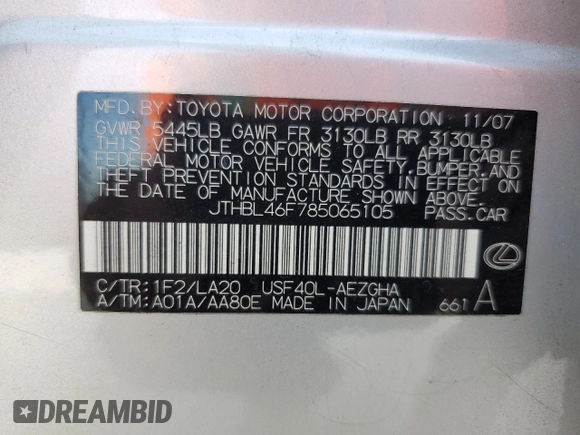 MFD. BY: TOYOTA MOTOR CORPORATION 11/07
GVWR 5445LB GAWR FR 3130LB RR 3130LB
THIS VEHICLE CONFORMS TO ALL APPLICABLE
FEDERAL MOTOR VEHICLE SAFETY, BUMPER, AND
THEFT PREVENTION STANDARDS IN EFFECT ON
THE DATE OF MANUFACTURE SHOWN ABOVE.
JTHBL46F785065105 PASS.CAR
C/TR: 1F2/LA20 USF40L-AEZGHA
A/TM: A01A/AA80E MADE IN JAPAN 661 A
DREAMBID